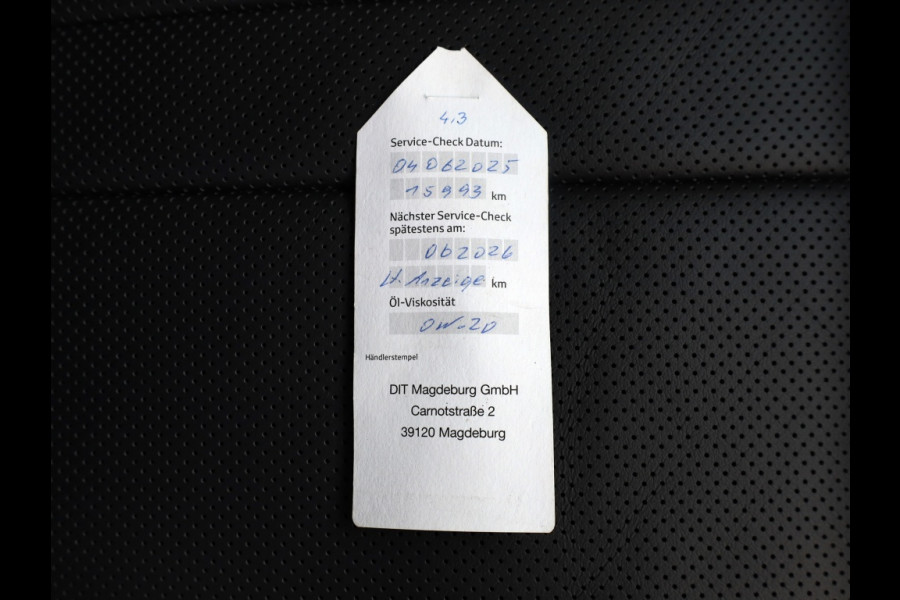 4,3
Service-Check Datum:
04062025
15993 km
Nächster Service-Check
spätestens am:
062026
lt. Anzeige km
Öl-Viskosität
0W-20
Händlerstempel
DIT Magdeburg GmbH
Carnotstraße 2
39120 Magdeburg